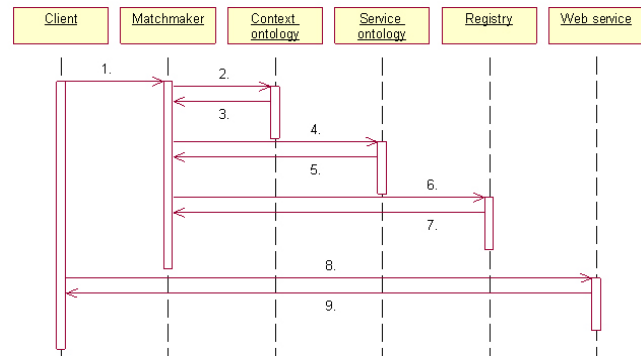 Client
Matchmaker
Context
ontology
Service
ontology
Registry
Web service
1.
2.
3.
4.
5.
6.
7.
8.
9.